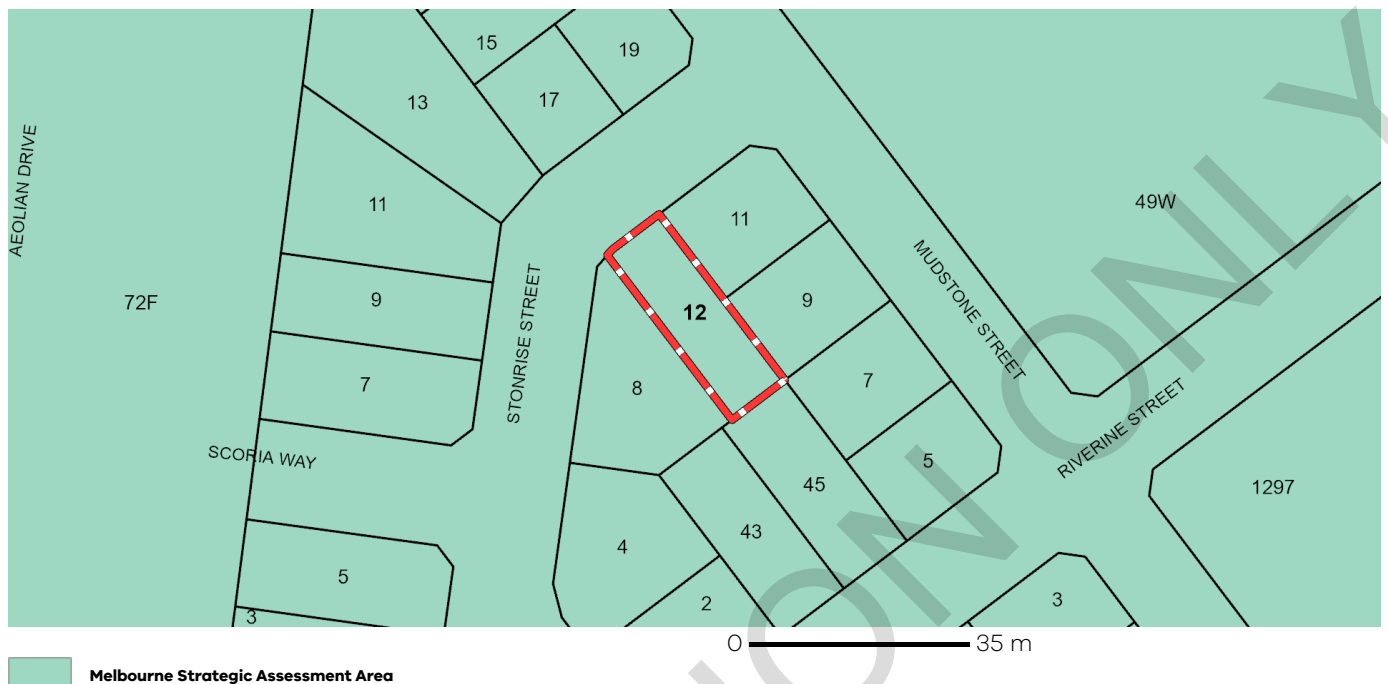 15
19
13
17
AEOLIAN DRIVE
11
11
49W
72F
9
12
9
MUDSTONE STREET
STONRISE STREET
7
8
7
RIVERINE STREET
SCORIA WAY
5
45
1297
43
4
5
2
3
3
0 35 m
Melbourne Strategic Assessment Area
ON ONLY